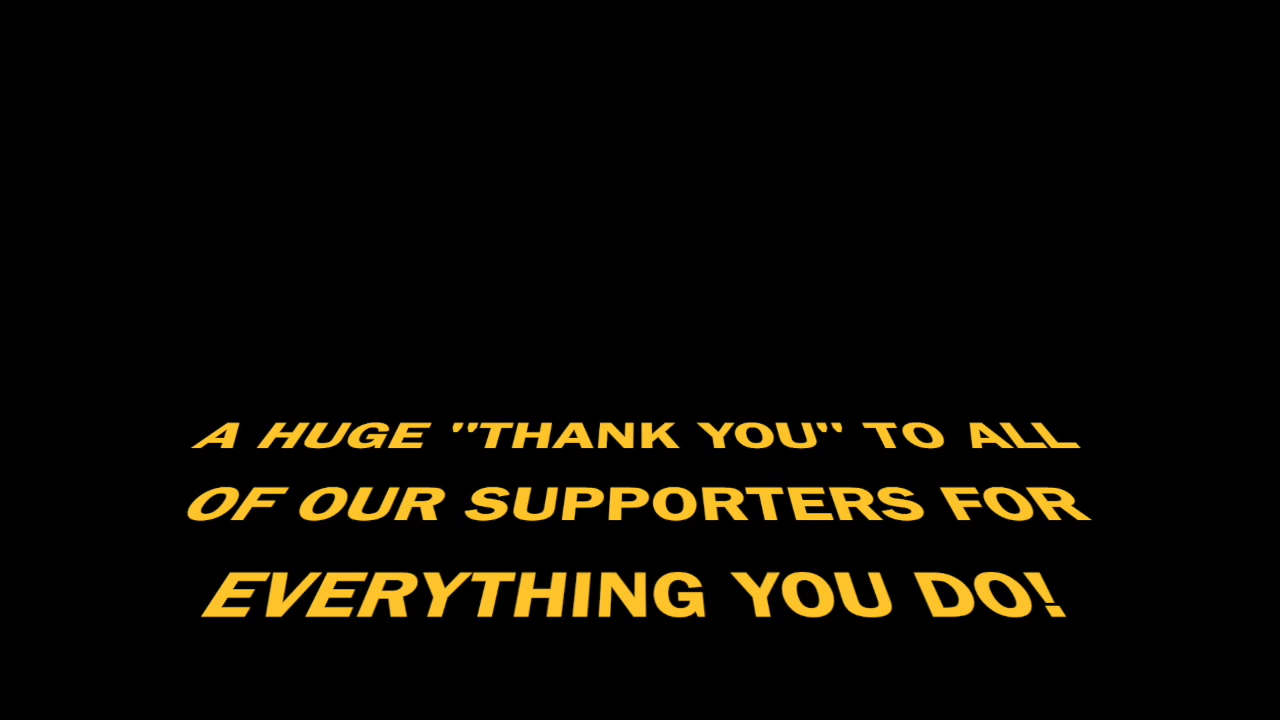 A HUGE "THANK YOU" TO ALL
OF OUR SUPPORTERS FOR
EVERYTHING YOU DO!